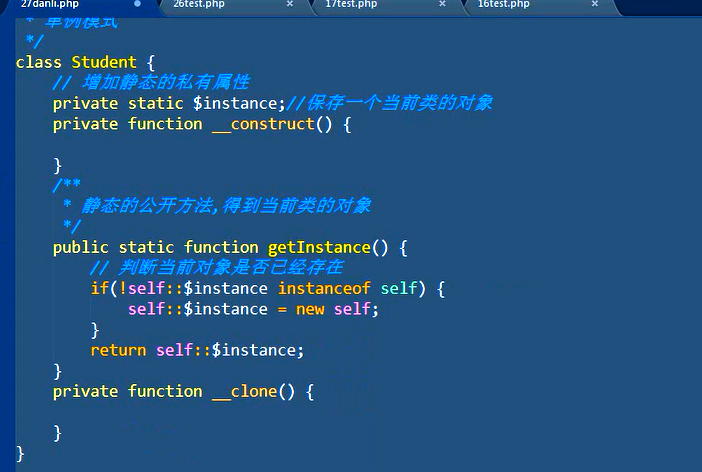 27danli.php 26test.php 17test.php 16test.php
* 单例模式
*/
class Student {
// 增加静态的私有属性
private static $instance;//保存一个当前类的对象
private function __construct() {
}
/**
* 静态的公开方法,得到当前类的对象
*/
public static function getInstance() {
// 判断当前对象是否已经存在
if(!self::$instance instanceof self) {
self::$instance = new self;
}
return self::$instance;
}
private function __clone() {
}
}